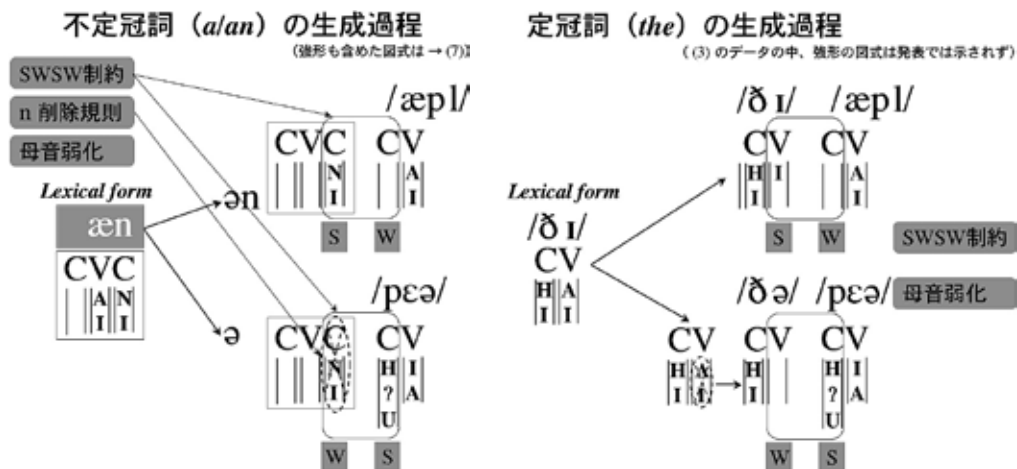 不定冠詞（a/an）の生成過程
（強形も含めた図式は → (7)）
SWSW制約
n 削除規則
母音弱化
Lexical form
æn
CVC
A N
I I
ən
/æpl/
CVC CV
N A
I I
S W
ə
/pɛə/
CVC CV
N H I
I ? A
U
W S
定冠詞（the）の生成過程
（(3) のデータの中、強形の図式は発表では示されず）
/ðɪ/ /æpl/
CV CV
H I A
I I
S W
Lexical form
/ðɪ/
CV
H A
I I
SWSW制約
母音弱化
/ðə/ /pɛə/
CV CV CV
H A H H I
I I I ? A
U
W S